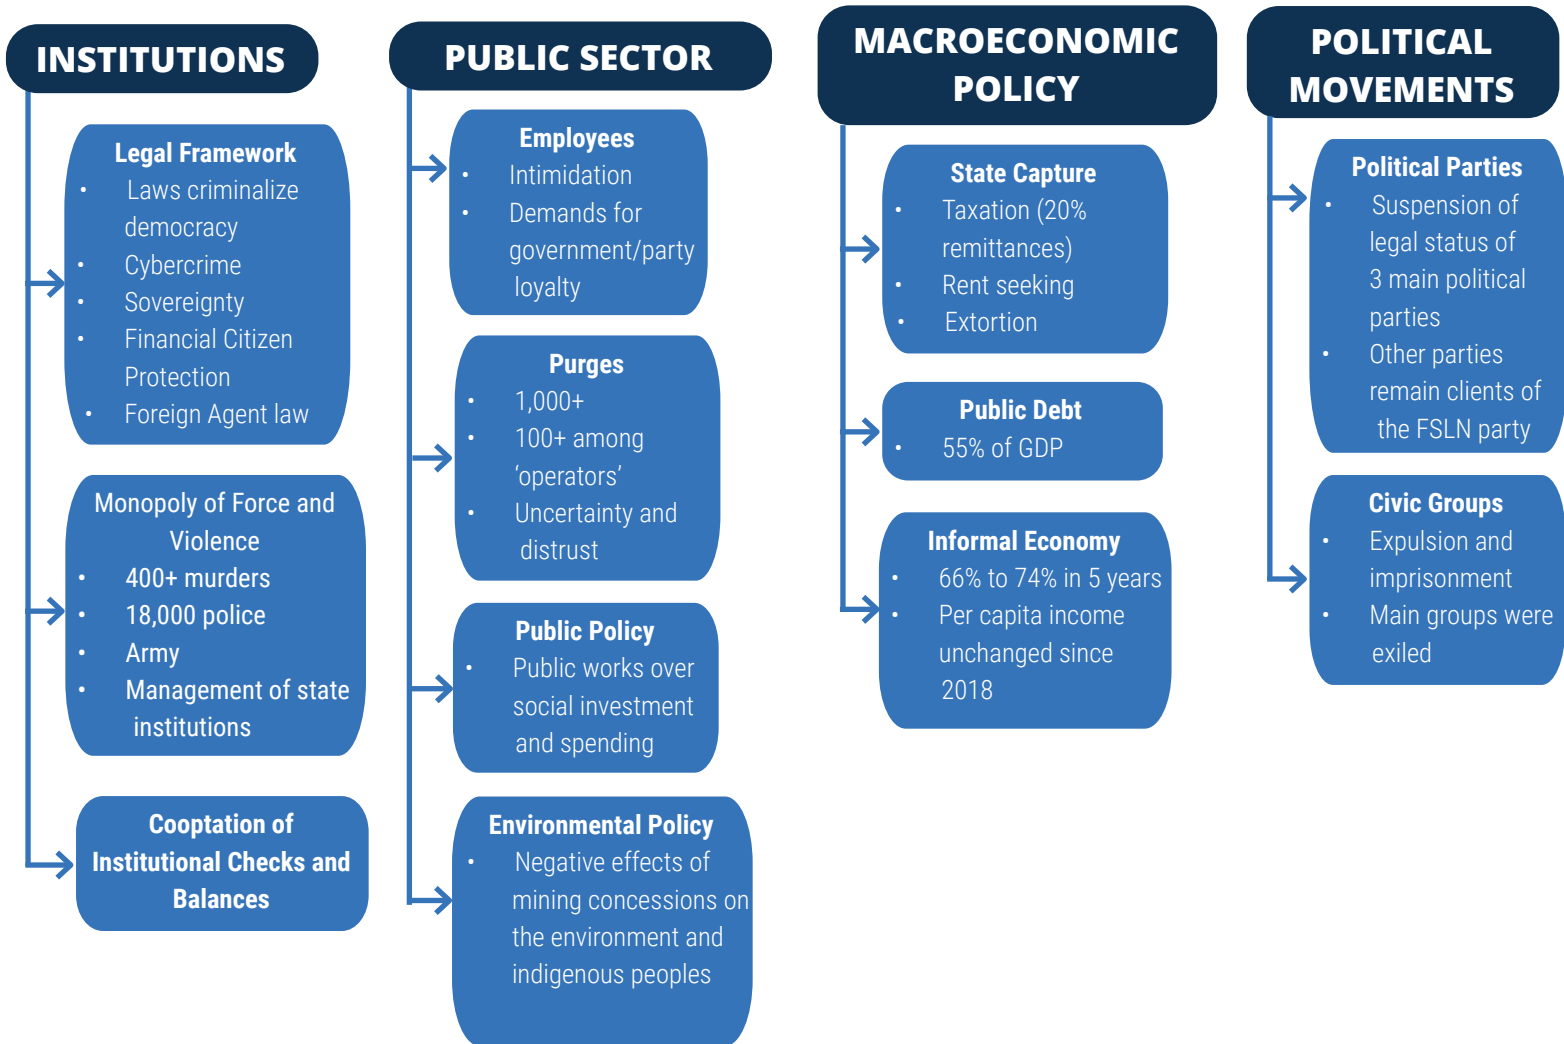 INSTITUTIONS
Legal Framework
• Laws criminalize
democracy
• Cybercrime
• Sovereignty
• Financial Citizen
Protection
• Foreign Agent law
Monopoly of Force and
Violence
• 400+ murders
• 18,000 police
• Army
• Management of state
institutions
Cooptation of
Institutional Checks and
Balances
PUBLIC SECTOR
Employees
• Intimidation
• Demands for
government/party
loyalty
Purges
• 1,000+
• 100+ among
‘operators’
• Uncertainty and
distrust
Public Policy
• Public works over
social investment
and spending
Environmental Policy
• Negative effects of
mining concessions on
the environment and
indigenous peoples
MACROECONOMIC
POLICY
State Capture
• Taxation (20%
remittances)
• Rent seeking
• Extortion
Public Debt
• 55% of GDP
Informal Economy
• 66% to 74% in 5 years
• Per capita income
unchanged since
2018
POLITICAL
MOVEMENTS
Political Parties
• Suspension of
legal status of
3 main political
parties
• Other parties
remain clients of
the FSLN party
Civic Groups
• Expulsion and
imprisonment
• Main groups were
exiled